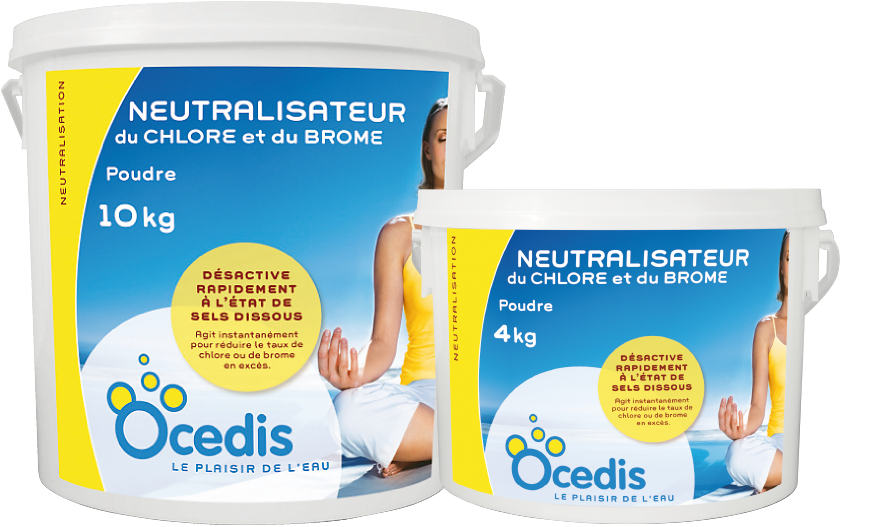 NEUTRALISATION
NEUTRALISATEUR
du CHLORE et du BROME
Poudre
10 kg
DÉSACTIVE
RAPIDEMENT
À L'ÉTAT DE
SELS DISSOUS
Agit instantanément
pour réduire le taux de
chlore ou de brome
en excès.
Ocedis
LE PLAISIR DE L'EAU
NEUTRALISATION
NEUTRALISATEUR
du CHLORE et du BROME
Poudre
4 kg
DÉSACTIVE
RAPIDEMENT
À L'ÉTAT DE
SELS DISSOUS
Agit instantanément
pour réduire le taux de
chlore ou de brome
en excès.
Ocedis
LE PLAISIR DE L'EAU